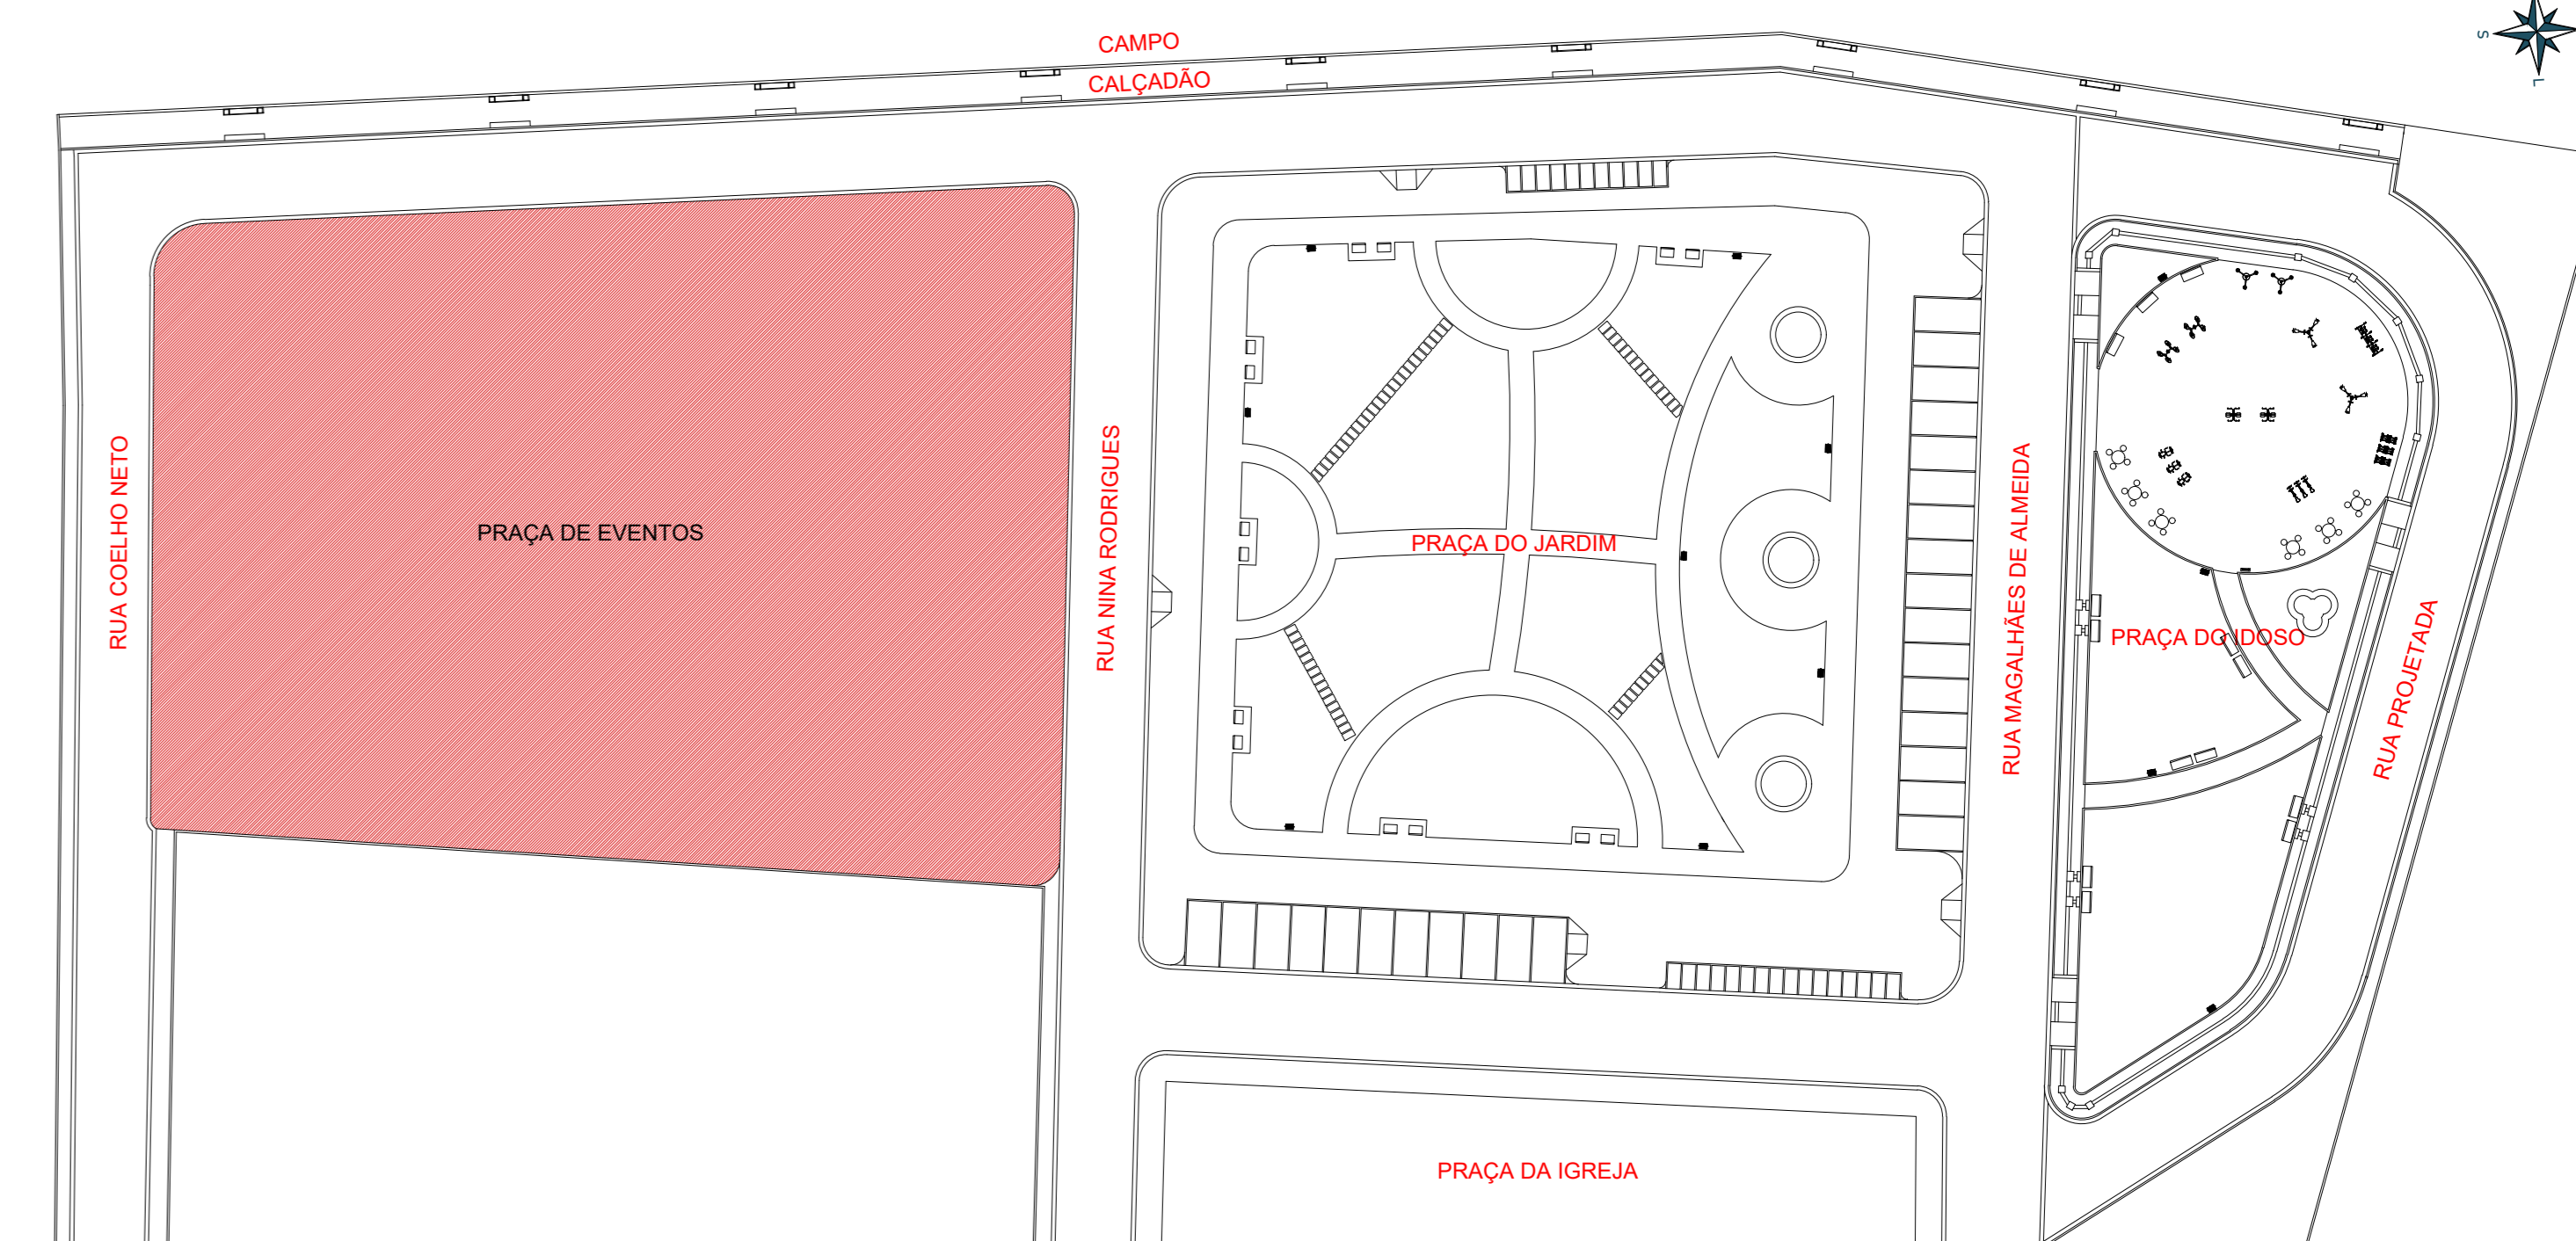 CAMPO
CALÇADÃO
S
L
RUA COELHO NETO
PRAÇA DE EVENTOS
RUA NINA RODRIGUES
PRAÇA DO JARDIM
RUA MAGALHÃES DE ALMEIDA
PRAÇA DO IDOSO
RUA PROJETADA
PRAÇA DA IGREJA